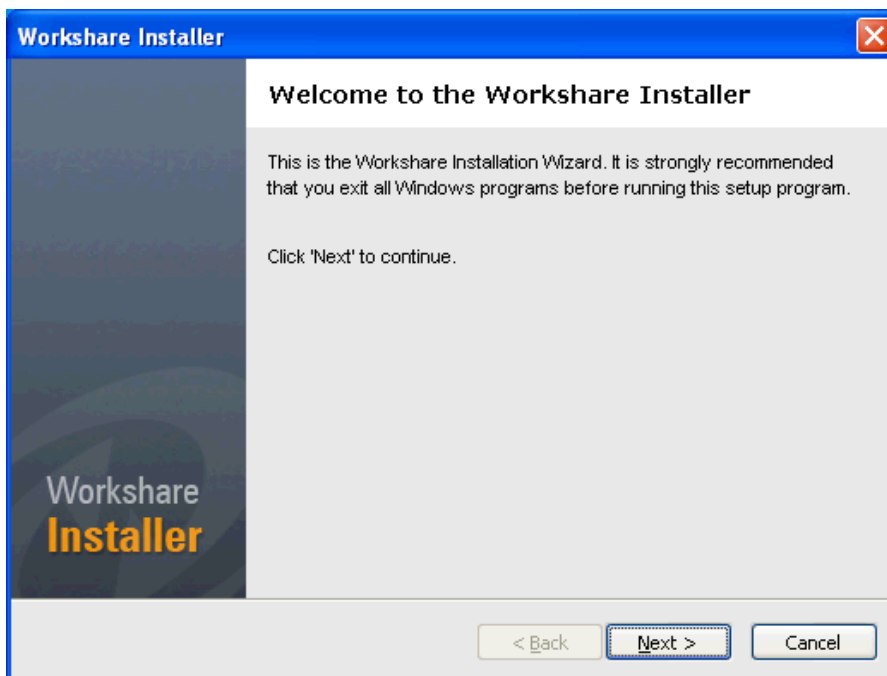 Workshare Installer
Welcome to the Workshare Installer
This is the Workshare Installation Wizard. It is strongly recommended
that you exit all Windows programs before running this setup program.
Click 'Next' to continue.
Workshare
Installer
< Back
Next >
Cancel